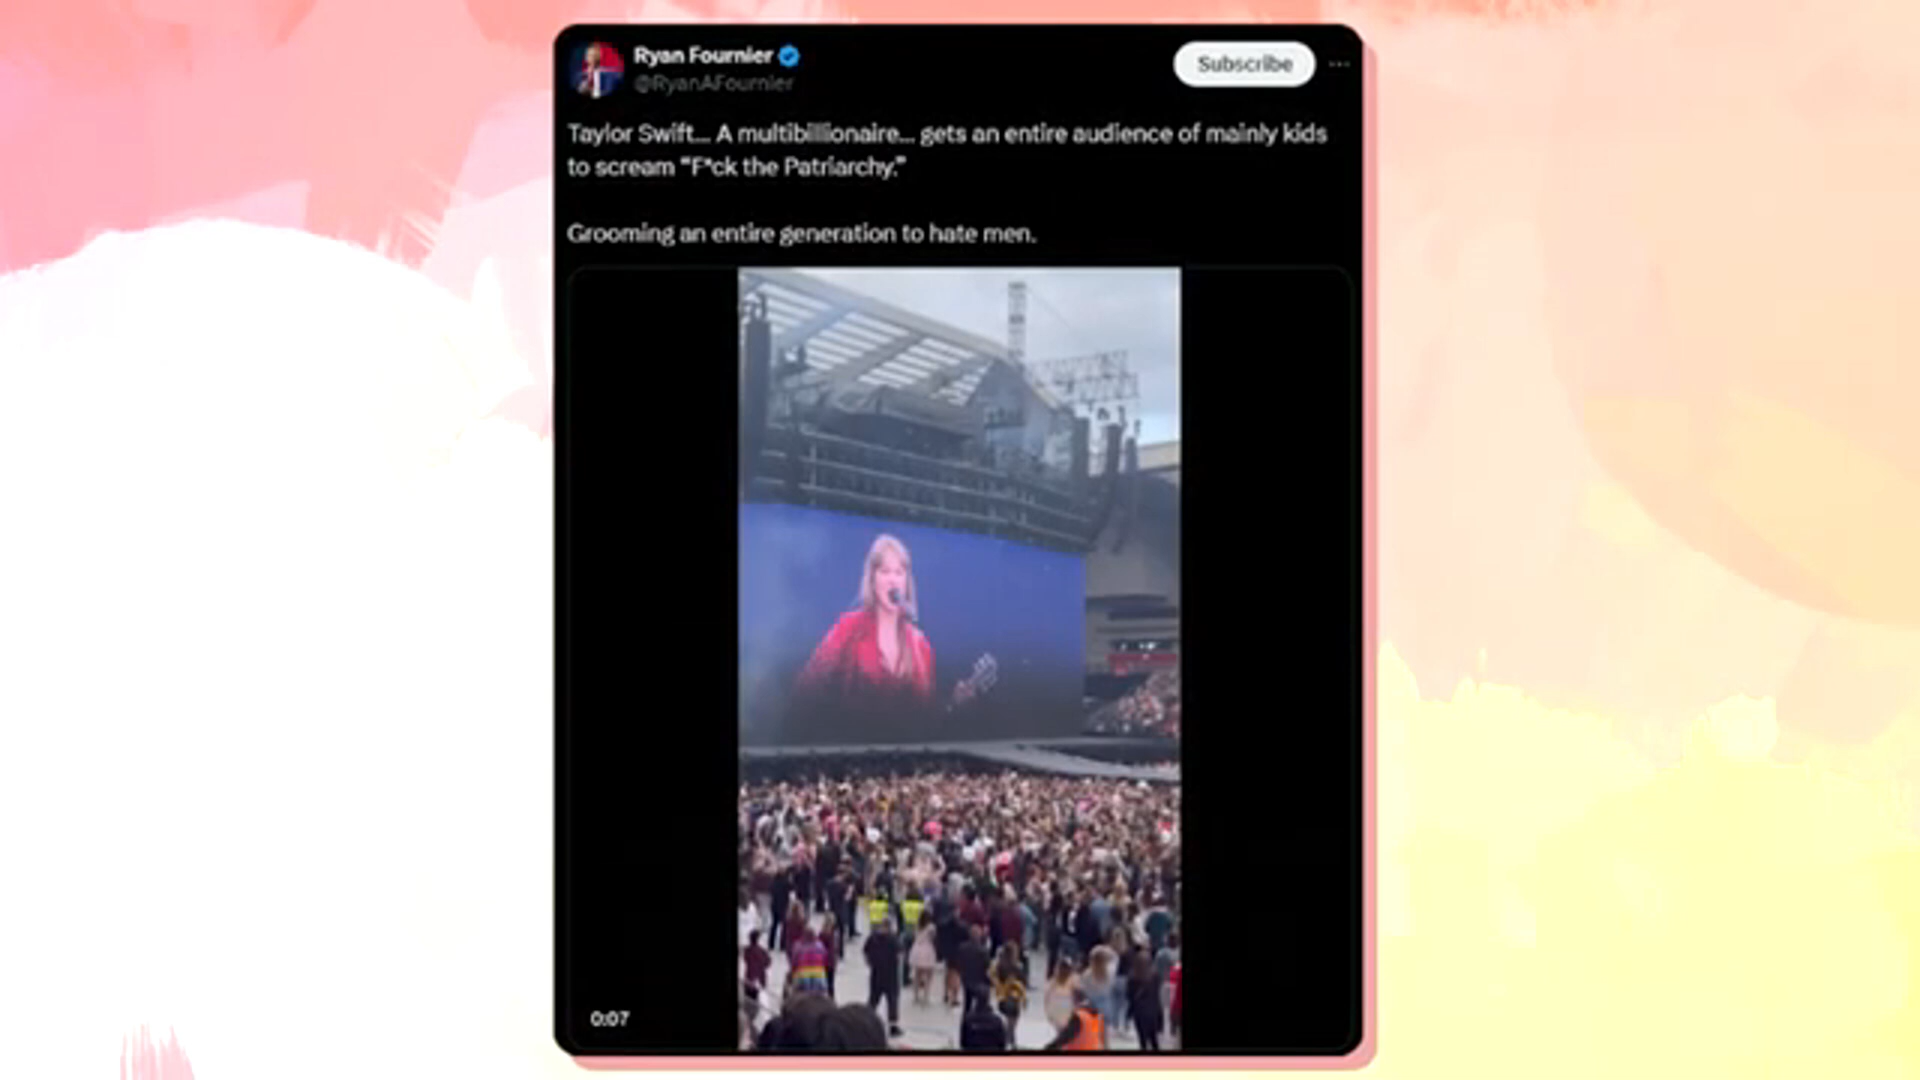 Ryan Fournier
@RyanAFournier
Subscribe
Taylor Swift... A multibillionaire... gets an entire audience of mainly kids
to scream "F*ck the Patriarchy."
Grooming an entire generation to hate men.
0:07